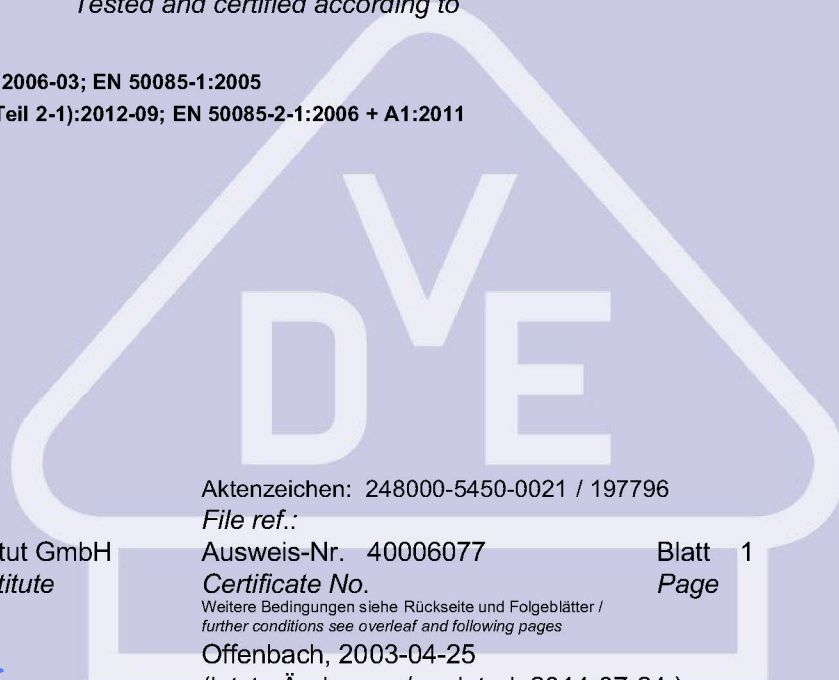 Tested and certified according to
2006-03; EN 50085-1:2005
Teil 2-1):2012-09; EN 50085-2-1:2006 + A1:2011
VDE
Aktenzeichen: 248000-5450-0021 / 197796
File ref.:
tut GmbH Ausweis-Nr. 40006077 Blatt 1
titute Certificate No. Page
Weitere Bedingungen siehe Rückseite und Folgeblätter /
further conditions see overleaf and following pages
Offenbach, 2003-04-25